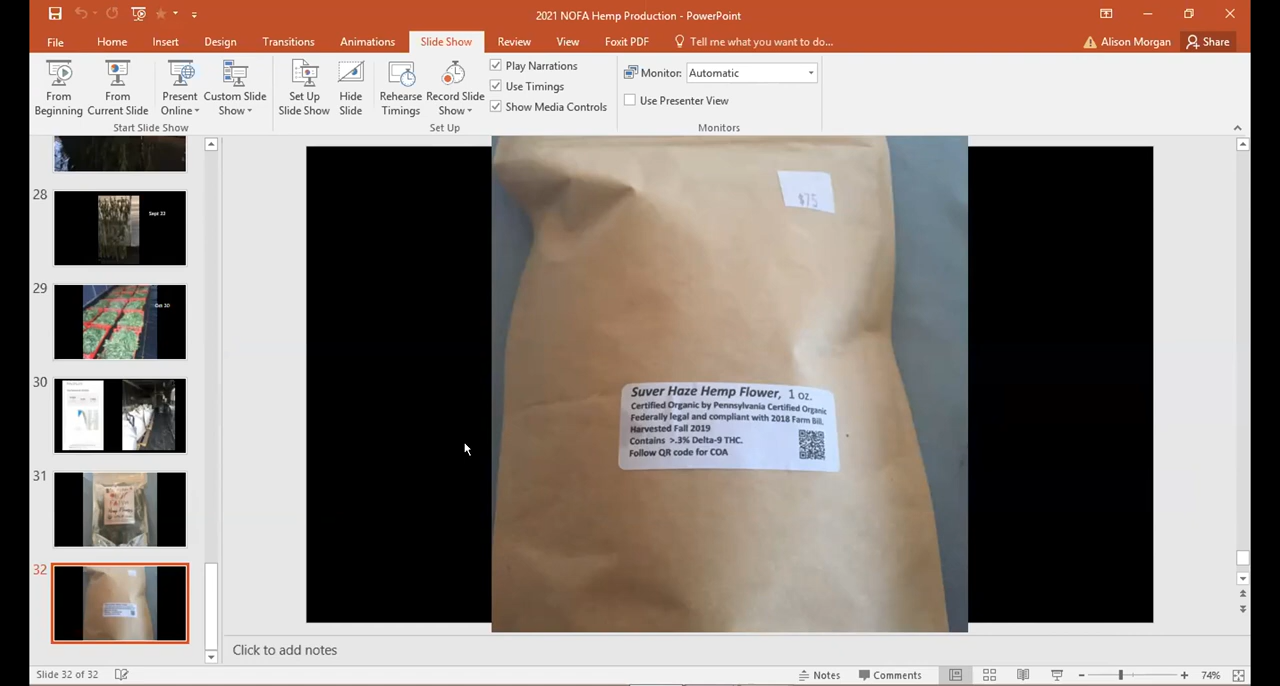 2021 NOFA Hemp Production - PowerPoint
File Home Insert Design Slide Show Transitions Animations Review View Foxit PDF Tell me what you want to do... Alison Morgan Share
From Beginning
From Current Slide
Present Online
Custom Slide Show
Start Slide Show
Set Up Slide Show
Hide Slide
Rehearse Timings
Record Slide Show
Play Narrations
Use Timings
Show Media Controls
Set Up
Monitor: Automatic
Use Presenter View
Monitors
28
Sept 23
29
Oct 30
30
31
32
$75
Suver Haze Hemp Flower, 1 oz.
Certified Organic by Pennsylvania Certified Organic
Federally legal and compliant with 2018 Farm Bill.
Harvested Fall 2019
Contains >.3% Delta-9 THC.
Follow QR code for COA
Click to add notes
Slide 32 of 32 Notes Comments 74%